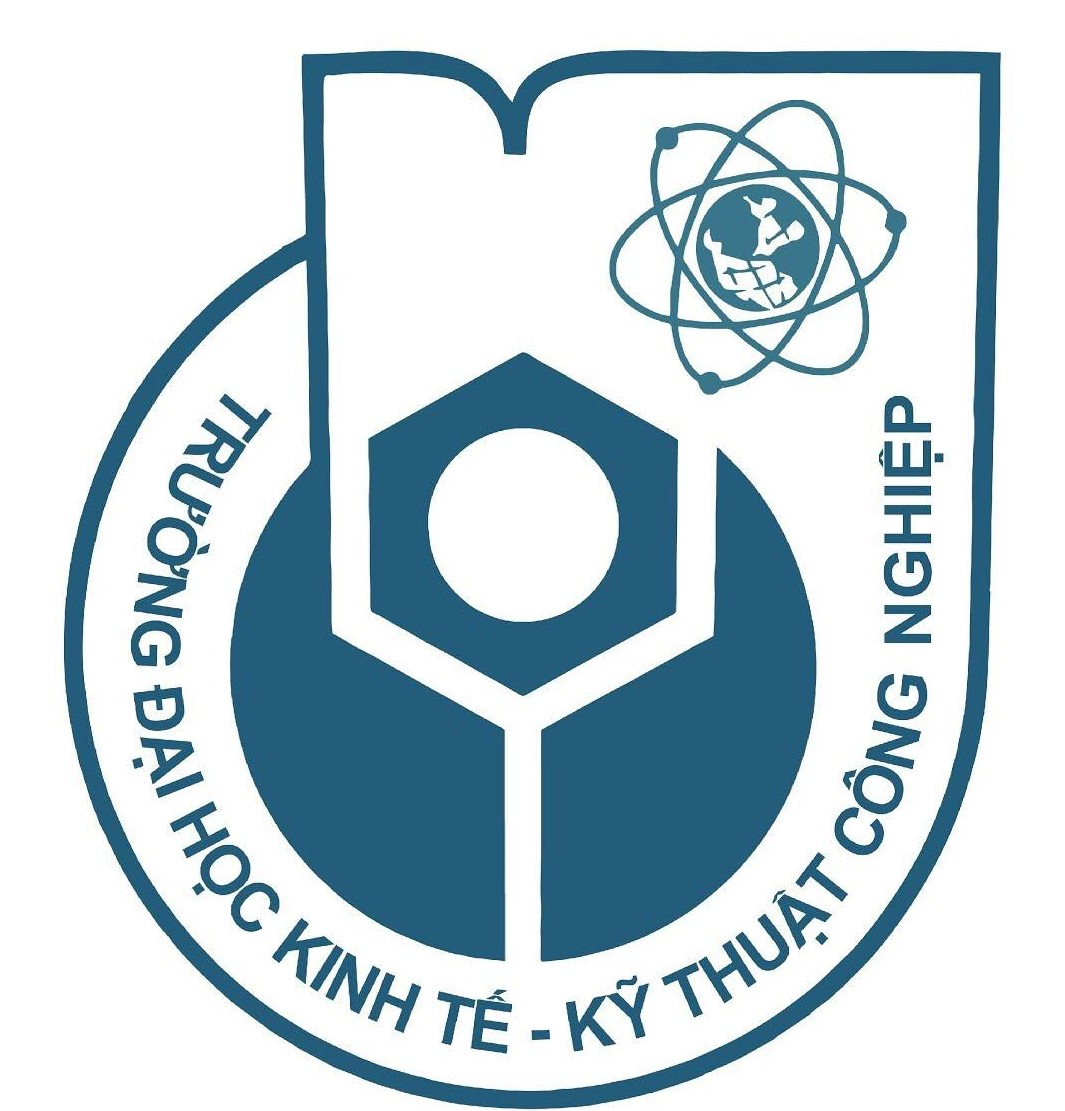 TRƯỜNG ĐẠI HỌC KINH TẾ - KỸ THUẬT CÔNG NGHIỆP